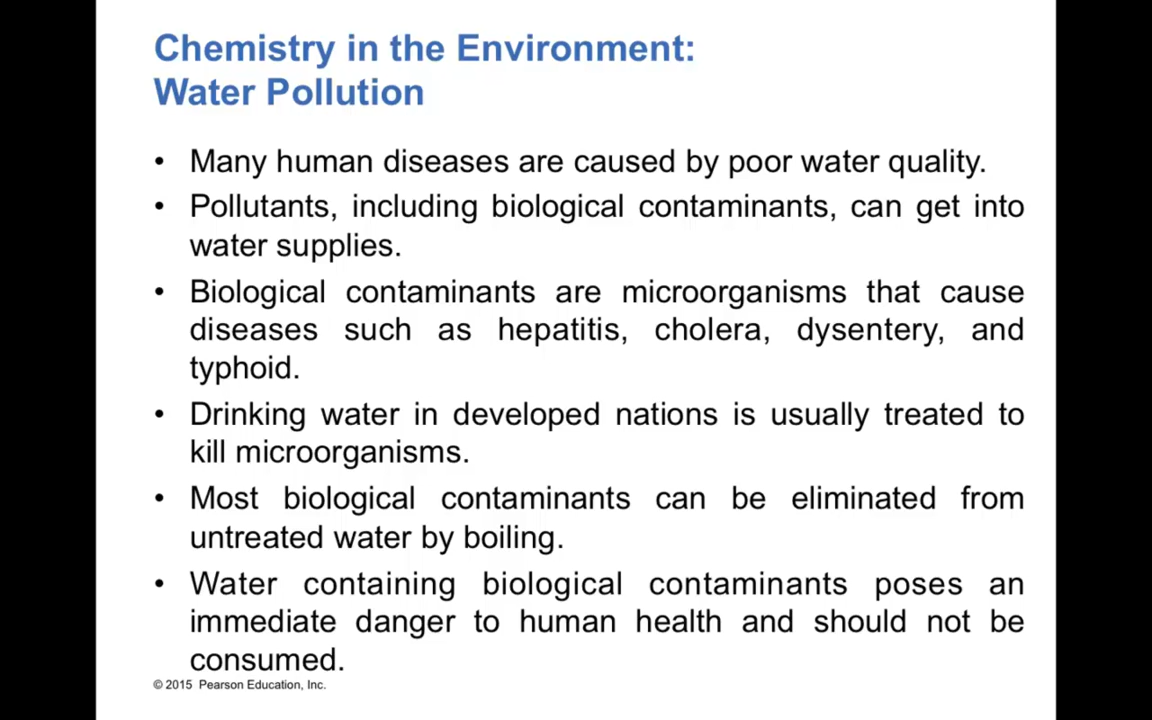 Chemistry in the Environment:
Water Pollution
• Many human diseases are caused by poor water quality.
• Pollutants, including biological contaminants, can get into
water supplies.
• Biological contaminants are microorganisms that cause
diseases such as hepatitis, cholera, dysentery, and
typhoid.
• Drinking water in developed nations is usually treated to
kill microorganisms.
• Most biological contaminants can be eliminated from
untreated water by boiling.
• Water containing biological contaminants poses an
immediate danger to human health and should not be
consumed.
© 2015 Pearson Education, Inc.